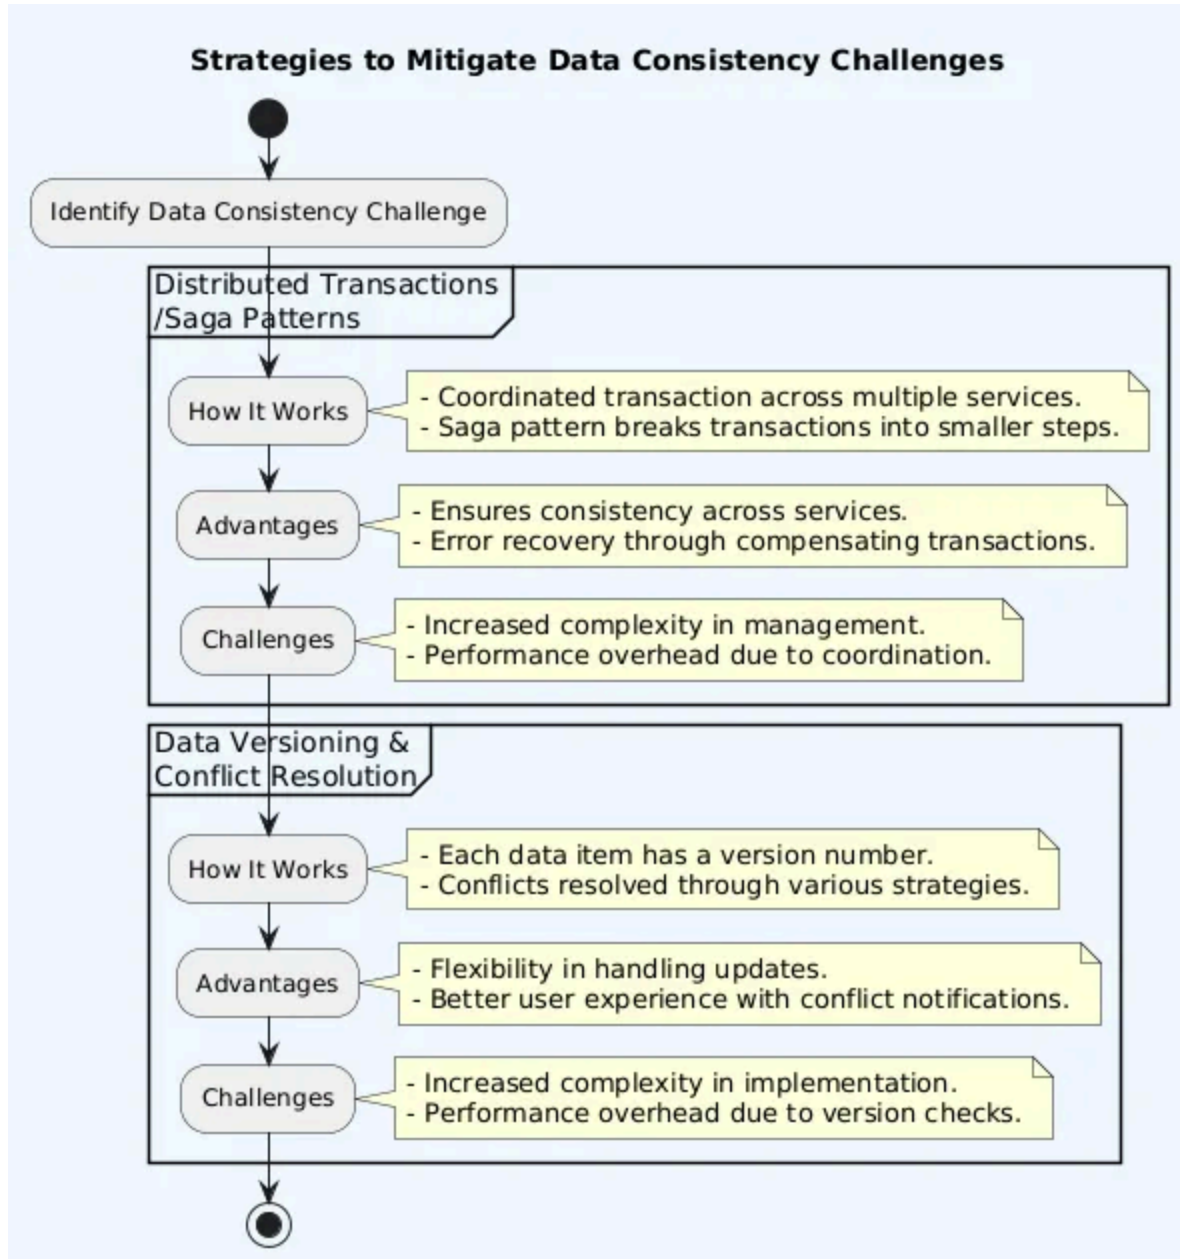 Strategies to Mitigate Data Consistency Challenges
Identify Data Consistency Challenge
Distributed Transactions
/Saga Patterns
How It Works
- Coordinated transaction across multiple services.
- Saga pattern breaks transactions into smaller steps.
Advantages
- Ensures consistency across services.
- Error recovery through compensating transactions.
Challenges
- Increased complexity in management.
- Performance overhead due to coordination.
Data Versioning &
Conflict Resolution
How It Works
- Each data item has a version number.
- Conflicts resolved through various strategies.
Advantages
- Flexibility in handling updates.
- Better user experience with conflict notifications.
Challenges
- Increased complexity in implementation.
- Performance overhead due to version checks.